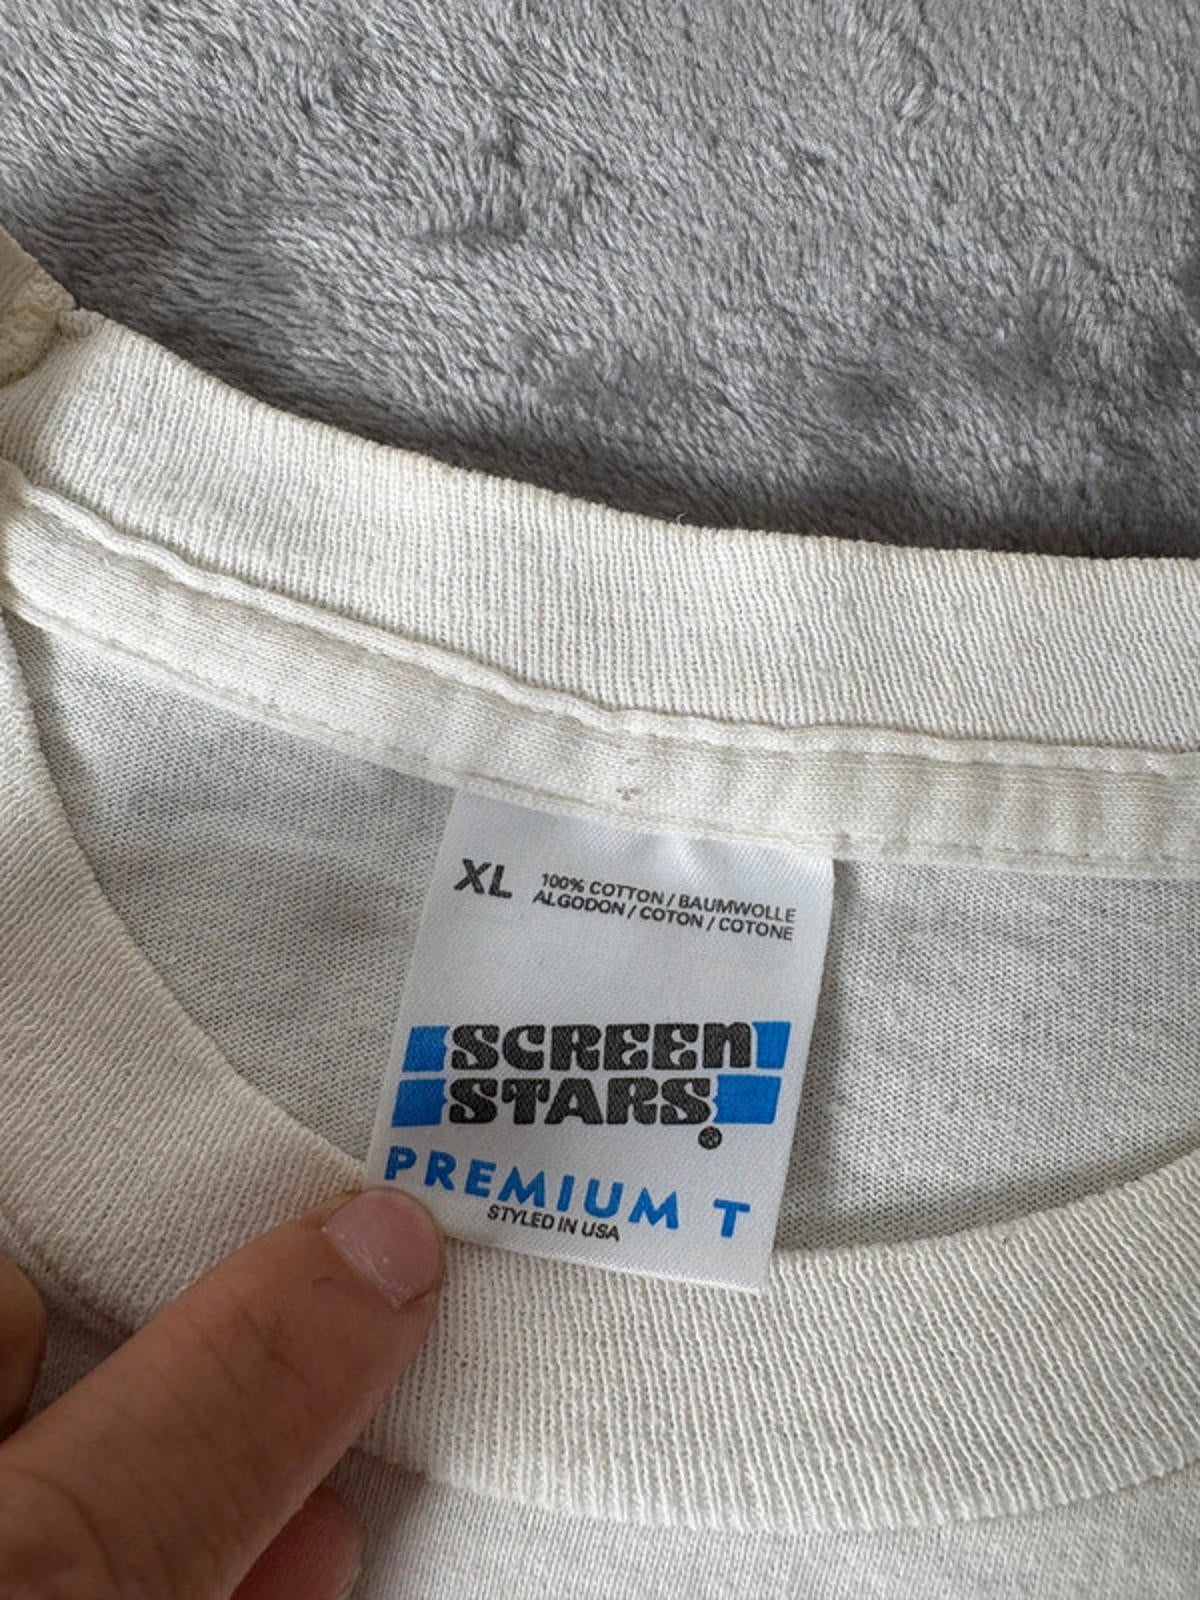 XL 100% COTTON / BAUMWOLLE
ALGODON / COTON / COTONE
SCREEN
STARS®
PREMIUM T
STYLED IN USA